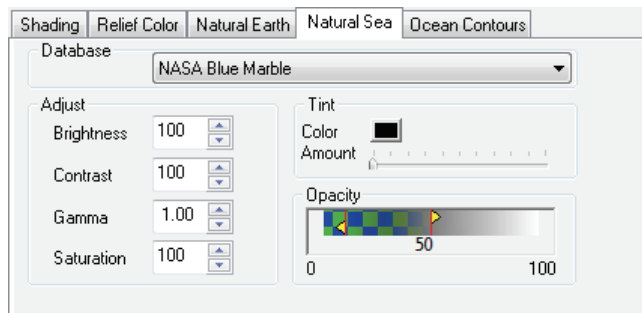 Shading Relief Color Natural Earth Natural Sea Ocean Contours
Database
NASA Blue Marble
Adjust
Brightness 100
Contrast 100
Gamma 1.00
Saturation 100
Tint
Color
Amount
Opacity
50
0 100